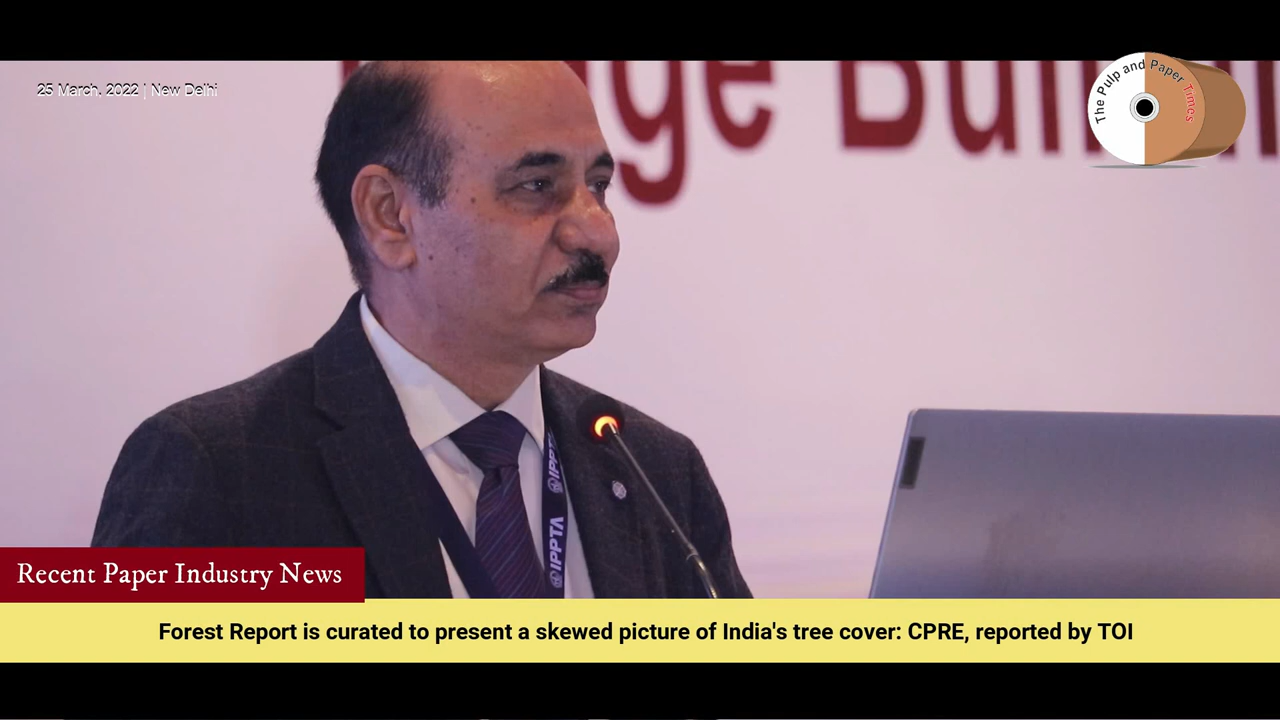 25 March, 2022 | New Delhi
The Pulp and Paper Times
IPPTA
IPPTA
Recent Paper Industry News
Forest Report is curated to present a skewed picture of India's tree cover: CPRE, reported by TOI